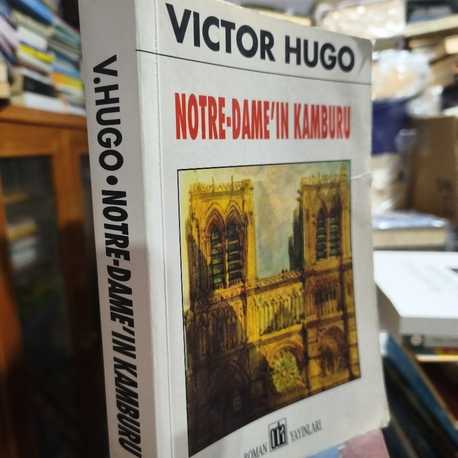 VICTOR HUGO
NOTRE-DAME'IN KAMBURU
V.HUGO • NOTRE-DAME'IN KAMBURU
ROMAN oda YAYINLARI